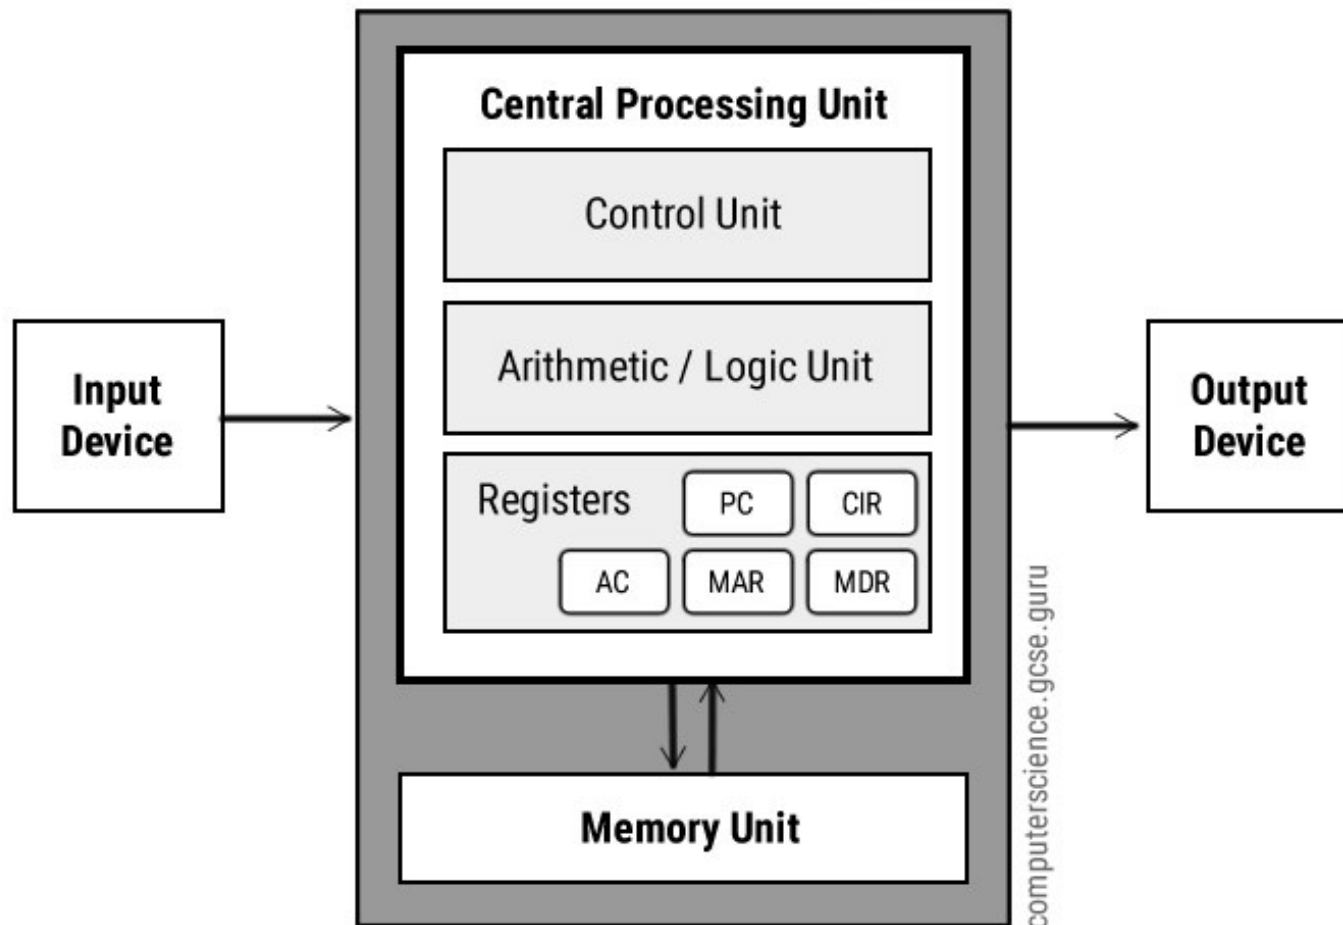 Central Processing Unit
Control Unit
Arithmetic / Logic Unit
Input
Device
Output
Device
Registers
PC
CIR
AC
MAR
MDR
Memory Unit
computerscience.gcse.guru